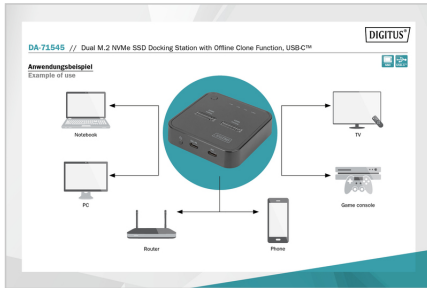 DIGITUS®
DA-71545 // Dual M.2 NVMe SSD Docking Station with Offline Clone Function, USB-C™
Anwendungsbeispiel
Example of use
Notebook
TV
PC
Game console
Router
Phone